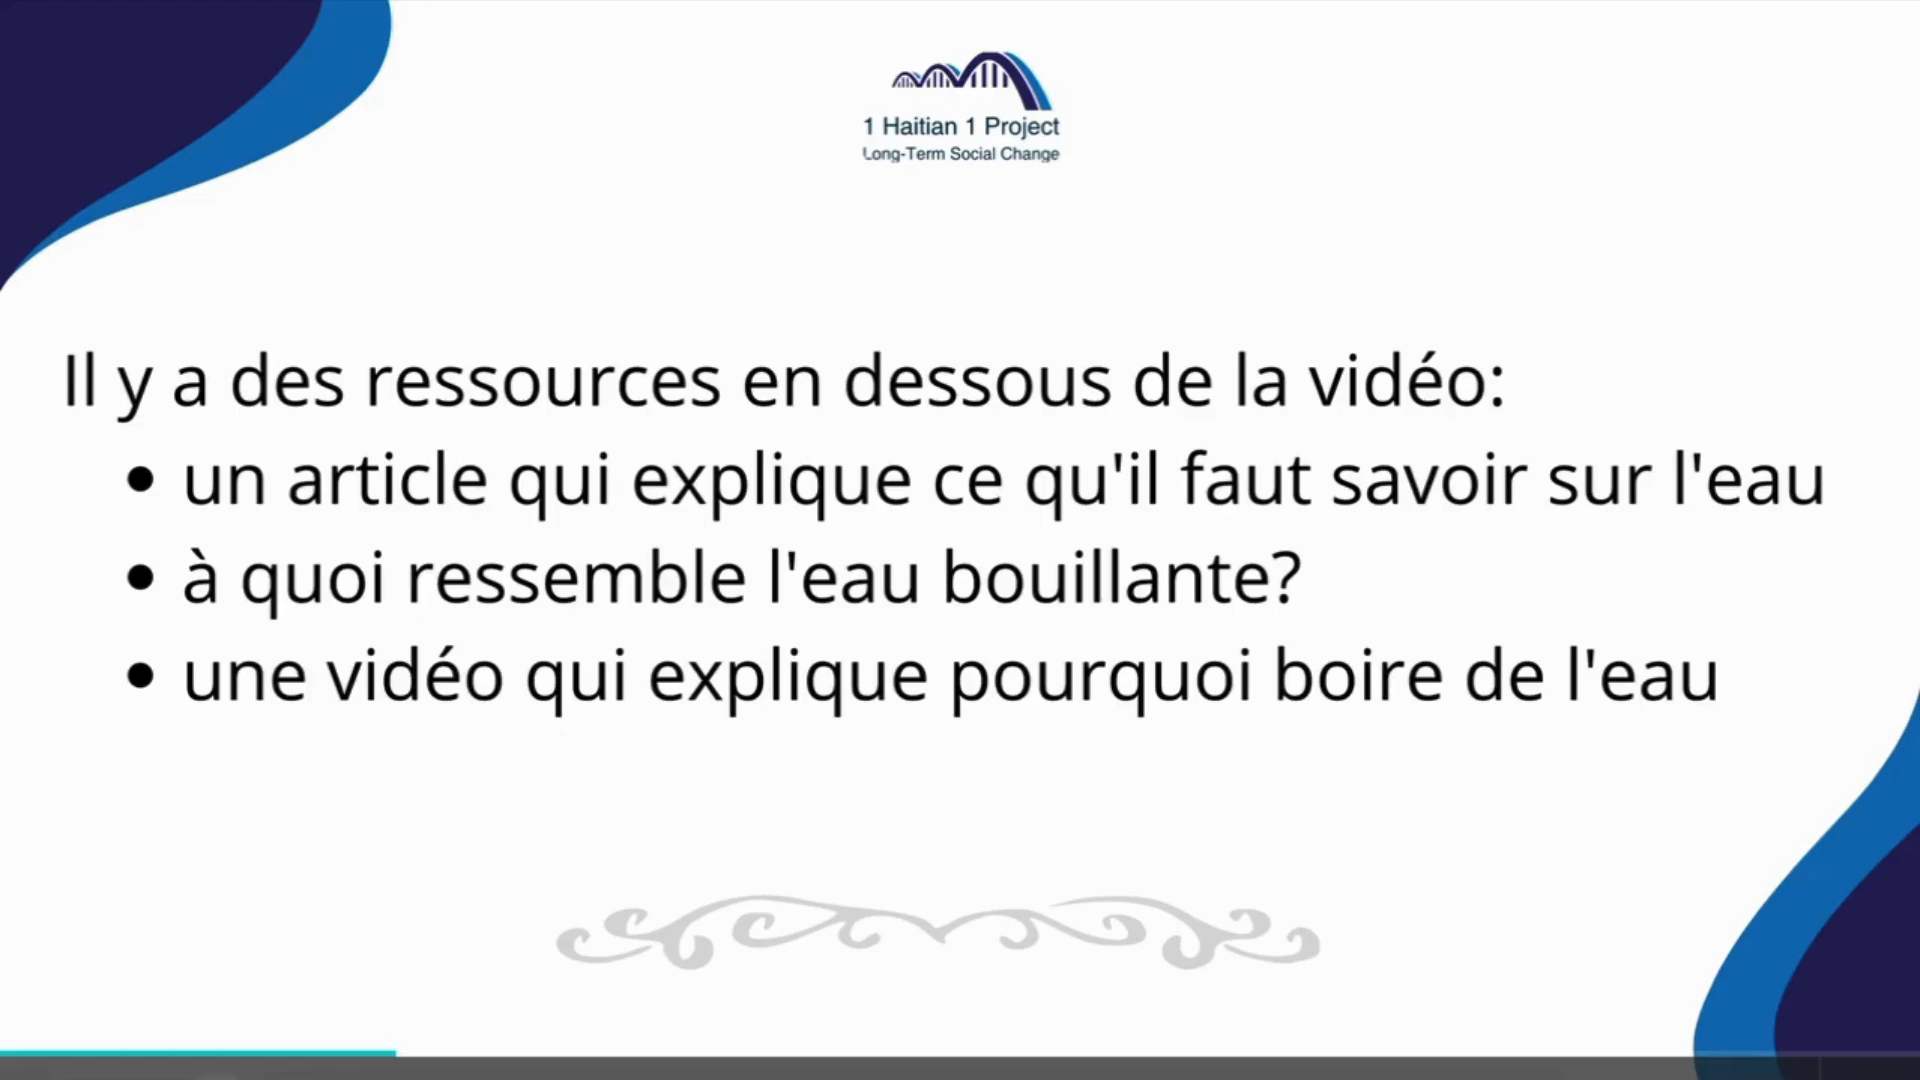 1 Haitian 1 Project
Long-Term Social Change
Il y a des ressources en dessous de la vidéo:
• un article qui explique ce qu'il faut savoir sur l'eau
• à quoi ressemble l'eau bouillante?
• une vidéo qui explique pourquoi boire de l'eau